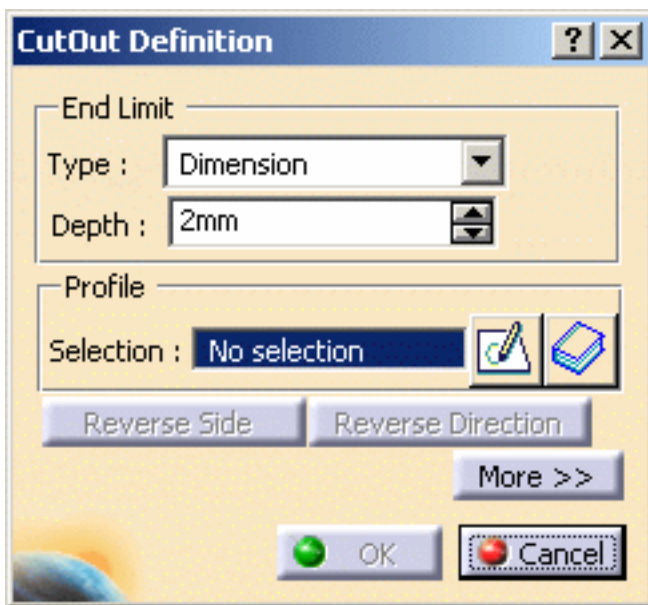 CutOut Definition ? X
End Limit
Type : Dimension
Depth : 2mm
Profile
Selection : No selection
Reverse Side Reverse Direction
More >>
OK Cancel